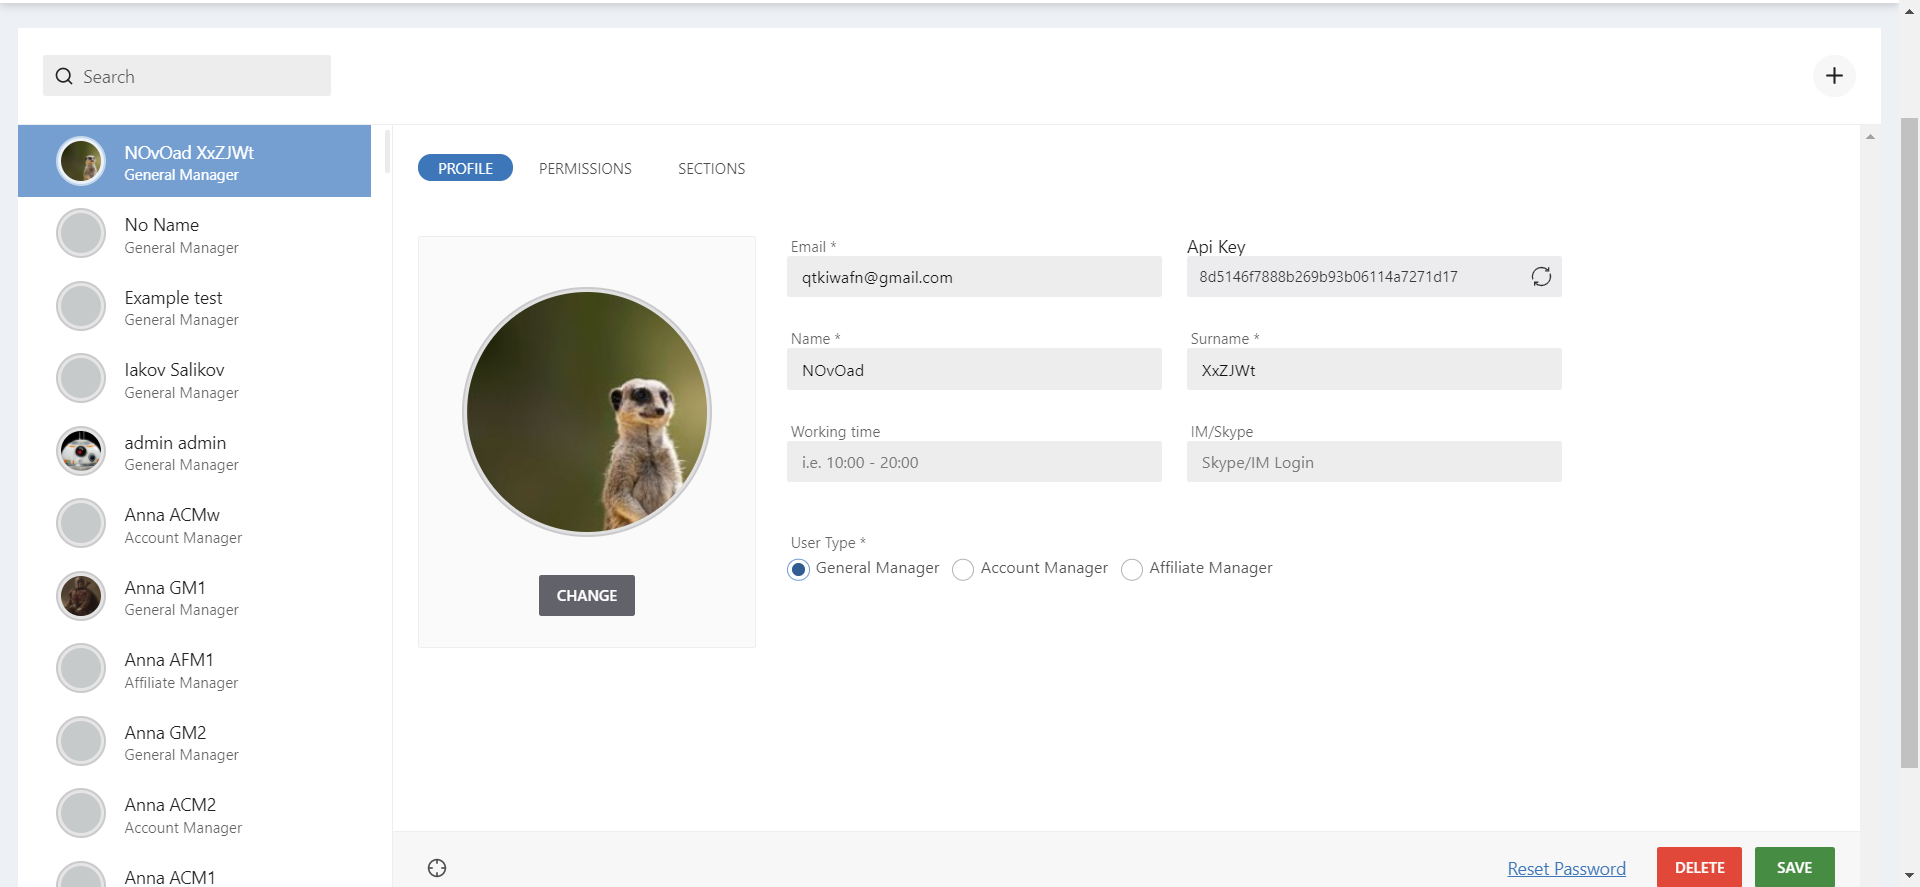 Search
NOvOad XxZJWt
General Manager
No Name
General Manager
Example test
General Manager
Iakov Salikov
General Manager
admin admin
General Manager
Anna ACMw
Account Manager
Anna GM1
General Manager
Anna AFM1
Affiliate Manager
Anna GM2
General Manager
Anna ACM2
Account Manager
Anna ACM1
PROFILE PERMISSIONS SECTIONS
CHANGE
Email * Api Key
qtkiwafn@gmail.com 8d5146f7888b269b93b06114a7271d17
Name * Surname *
NOvOad XxZJWt
Working time IM/Skype
i.e. 10:00 - 20:00 Skype/IM Login
User Type *
General Manager Account Manager Affiliate Manager
Reset Password DELETE SAVE